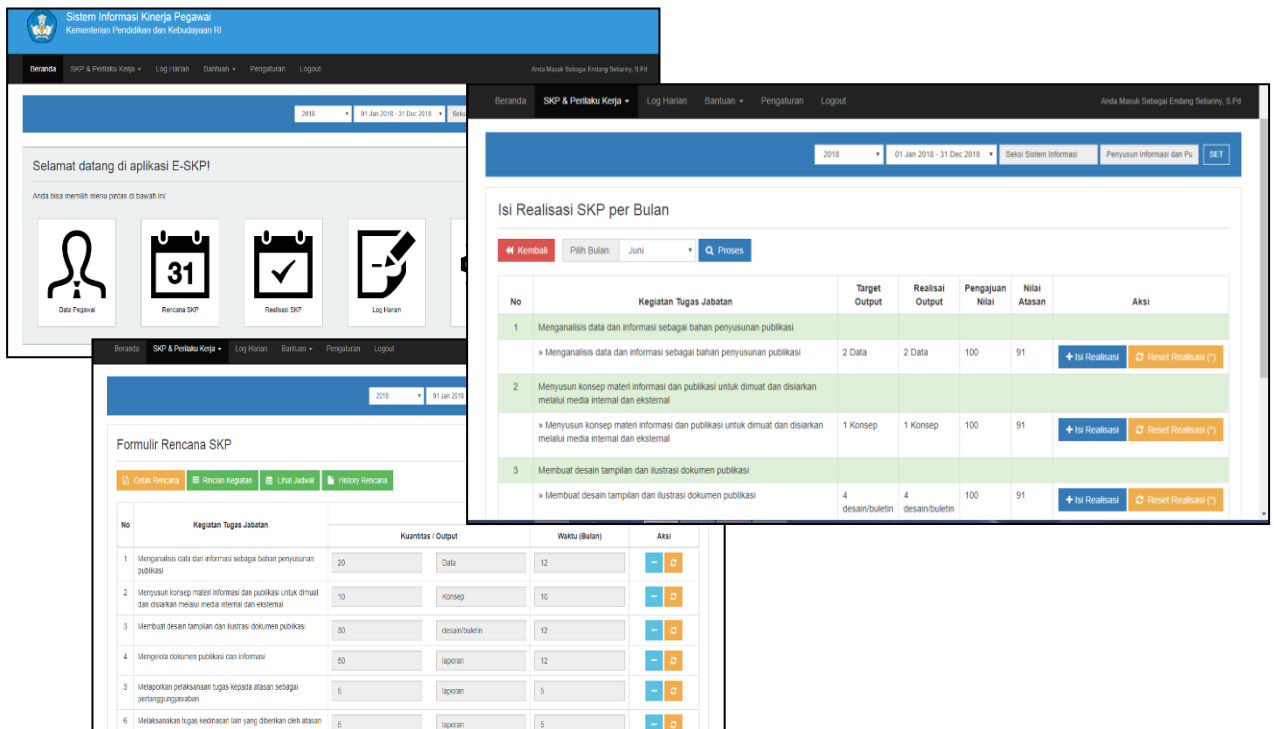 Sistem Informasi Kinerja Pegawai
Kementerian Pendidikan dan Kebudayaan RI
Beranda SKP & Perilaku Kerja Log Harian Bantuan Pengaturan Logout Anda Masuk Sebagai Endang Setiariny, S.Pd
2018 01 Jan 2018 - 31 Dec 2018
Selamat datang di aplikasi E-SKP!
Anda bisa memilih menu pintas di bawah ini:
31
Data Pegawai Rencana SKP Realisasi SKP Log Harian
Beranda SKP & Perilaku Kerja Log Harian Bantuan Pengaturan Logout Anda Masuk Sebagai Endang Setiariny, S.Pd
2018 01 Jan 2018 - 31 Dec 2018 Seksi Sistem Informasi Penyusun Informasi dan Pu SET
Isi Realisasi SKP per Bulan
Kembali Pilih Bulan: Juni Proses
No Kegiatan Tugas Jabatan Target Output Realisai Output Pengajuan Nilai Nilai Atasan Aksi
1 Menganalisis data dan informasi sebagai bahan penyusunan publikasi
» Menganalisis data dan informasi sebagai bahan penyusunan publikasi 2 Data 2 Data 100 91 Isi Realisasi Reset Realisasi (*)
2 Menyusun konsep materi informasi dan publikasi untuk dimuat dan disiarkan
melalui media internal dan eksternal
» Menyusun konsep materi informasi dan publikasi untuk dimuat dan disiarkan 1 Konsep 1 Konsep 100 91 Isi Realisasi Reset Realisasi (*)
melalui media internal dan eksternal
3 Membuat desain tampilan dan ilustrasi dokumen publikasi
» Membuat desain tampilan dan ilustrasi dokumen publikasi 4 desain/buletin 4 desain/buletin 100 91 Isi Realisasi Reset Realisasi (*)
Beranda SKP & Perilaku Kerja Log Harian Bantuan Pengaturan Logout
2018 01 Jan 2018
Formulir Rencana SKP
Cetak Rencana Rincian Kegiatan Lihat Jadwal History Rencana
No Kegiatan Tugas Jabatan Kuantitas / Output Waktu (Bulan) Aksi
1 Menganalisis data dan informasi sebagai bahan penyusunan 20 Data 12
publikasi
2 Menyusun konsep materi informasi dan publikasi untuk dimuat 10 Konsep 10
dan disiarkan melalui media internal dan eksternal
3 Membuat desain tampilan dan ilustrasi dokumen publikasi 30 desain/buletin 12
4 Mengelola dokumen publikasi dan informasi 50 laporan 12
5 Melaporkan pelaksanaan tugas kepada atasan sebagai 5 laporan 5
pertanggungjawaban
6 Melaksanakan tugas kedinasan lain yang diberikan oleh atasan 5 laporan 5